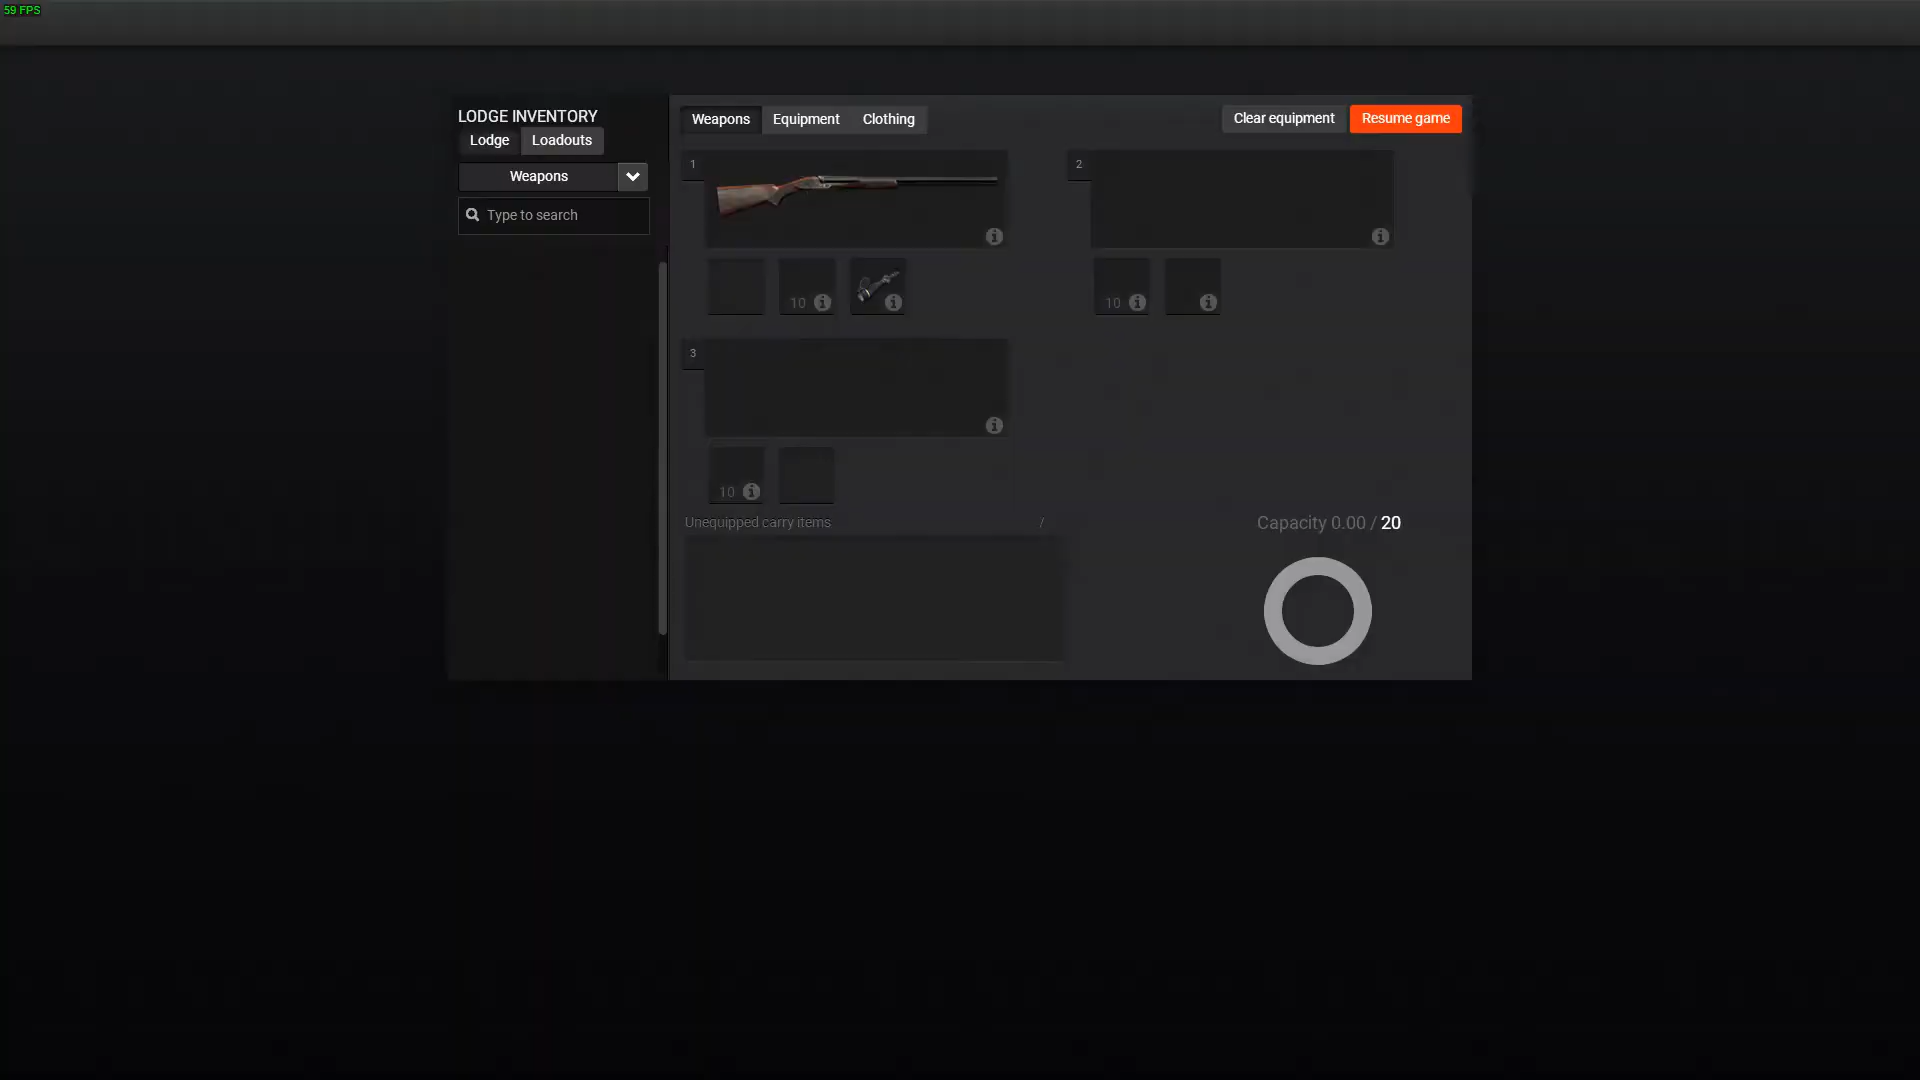 59 FPS
LODGE INVENTORY
Lodge
Loadouts
Weapons
Type to search
Weapons
Equipment
Clothing
Clear equipment
Resume game
1
2
10
10
3
10
Unequipped carry items
/
Capacity 0.00 / 20